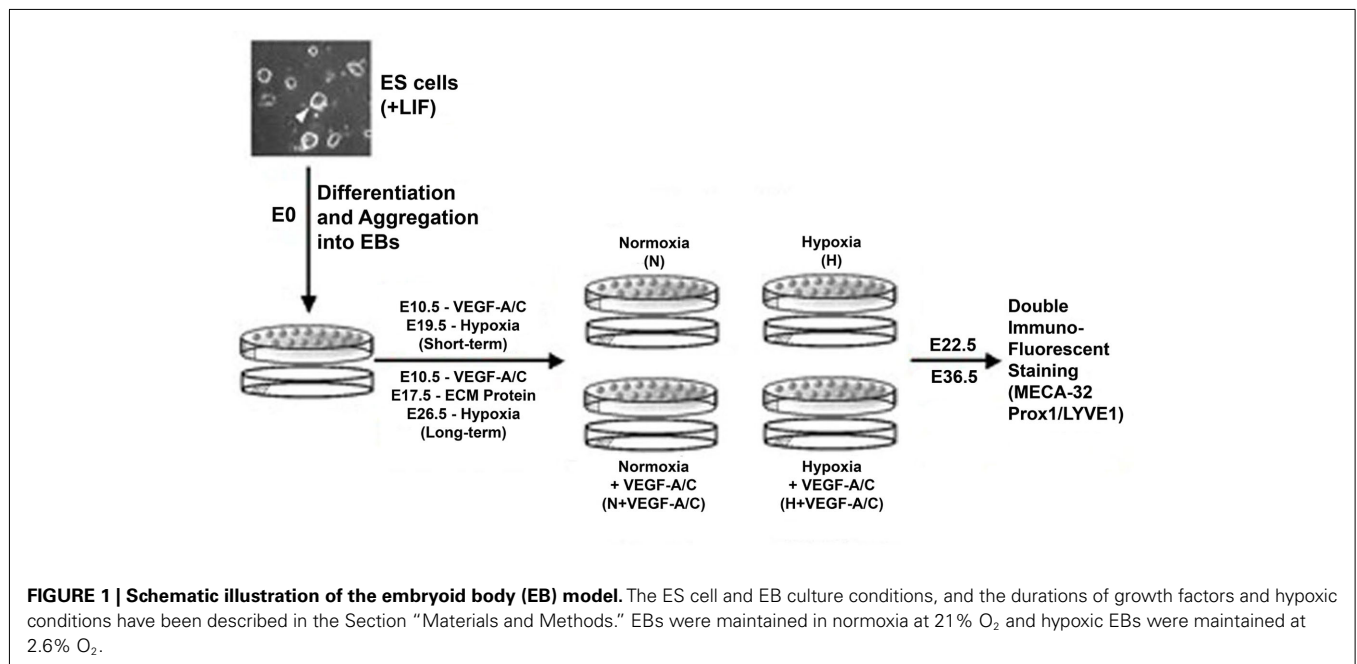 ES cells
(+LIF)
E0
Differentiation
and Aggregation
into EBs
E10.5 - VEGF-A/C
E19.5 - Hypoxia
(Short-term)
E10.5 - VEGF-A/C
E17.5 - ECM Protein
E26.5 - Hypoxia
(Long-term)
Normoxia
(N)
Hypoxia
(H)
Normoxia
+ VEGF-A/C
(N+VEGF-A/C)
Hypoxia
+ VEGF-A/C
(H+VEGF-A/C)
E22.5
E36.5
Double
Immuno-
Fluorescent
Staining
(MECA-32
Prox1/LYVE1)
FIGURE 1 | Schematic illustration of the embryoid body (EB) model. The ES cell and EB culture conditions, and the durations of growth factors and hypoxic
conditions have been described in the Section “Materials and Methods.” EBs were maintained in normoxia at 21% O₂ and hypoxic EBs were maintained at
2.6% O₂.